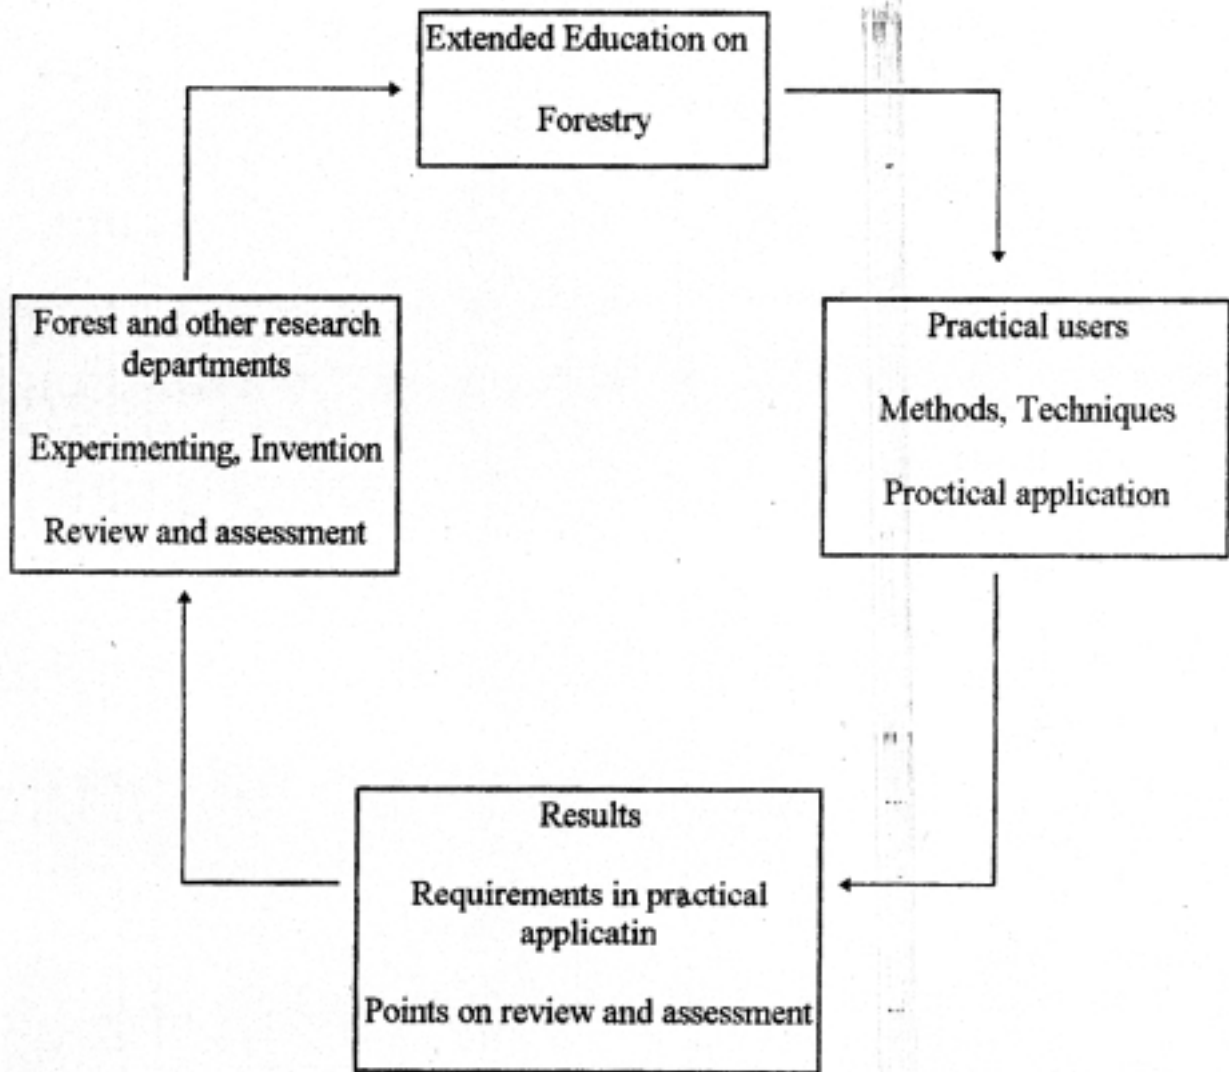 Extended Education on
Forestry
Forest and other research
departments
Experimenting, Invention
Review and assessment
Practical users
Methods, Techniques
Proctical application
Results
Requirements in practical
applicatin
Points on review and assessment